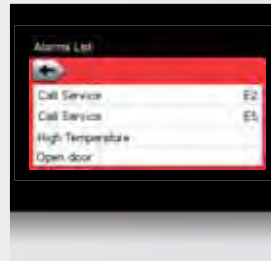 Alarms List
Call Service E2
Call Service E5
High Temperature
Open door